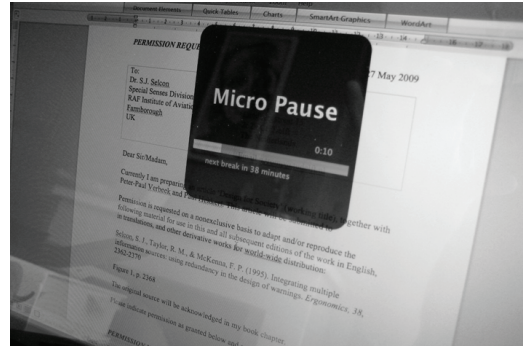 Document Elements Quick Tables Charts SmartArt Graphics WordArt
PERMISSION
7 May 2009
To:
Dr. S.J. Selcon
Special Senses Division
RAF Institute of
Farnborough
UK
Micro Pause
0:10
next break in 38 minutes
Dear Sir/Madam,
Currently I am preparing together with
Peter-Paul Verbeek and
Permission is requested on a nonexclusive basis to adapt and/or reproduce the
following material for use in this and all subsequent editions of the work in English,
in translations, and other derivative works for world-wide distribution:
Selcon, S. J., Taylor, R. M., & McKenna, F. P. (1995). Integrating multiple
information sources: using redundancy in the design of warnings. Ergonomics, 38,
2362-2370
Figure 1, p. 2368
The original source will be acknowledged in my book chapter.
Please indicate permission as granted below and
PERMISSION